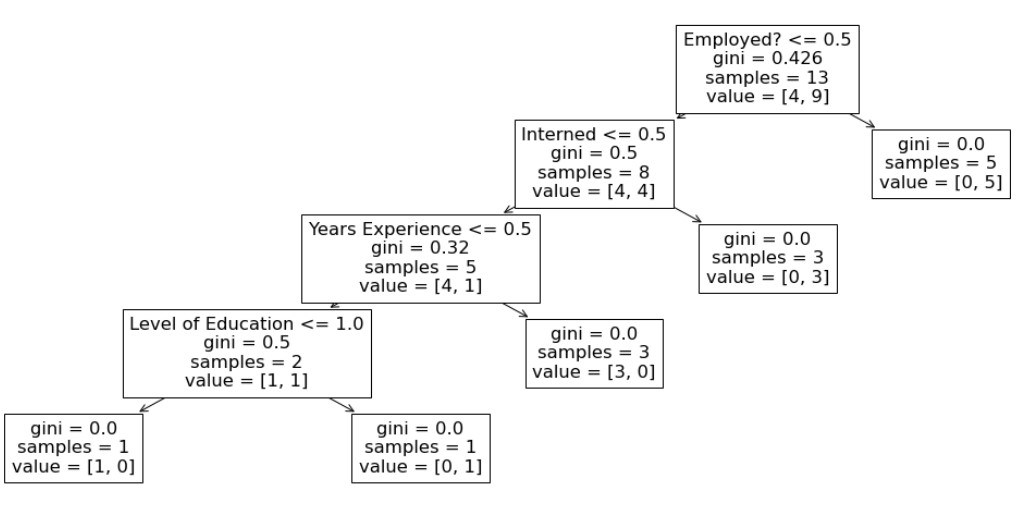 Employed? <= 0.5
gini = 0.426
samples = 13
value = [4, 9]
Interned <= 0.5
gini = 0.5
samples = 8
value = [4, 4]
gini = 0.0
samples = 5
value = [0, 5]
Years Experience <= 0.5
gini = 0.32
samples = 5
value = [4, 1]
gini = 0.0
samples = 3
value = [0, 3]
Level of Education <= 1.0
gini = 0.5
samples = 2
value = [1, 1]
gini = 0.0
samples = 3
value = [3, 0]
gini = 0.0
samples = 1
value = [1, 0]
gini = 0.0
samples = 1
value = [0, 1]